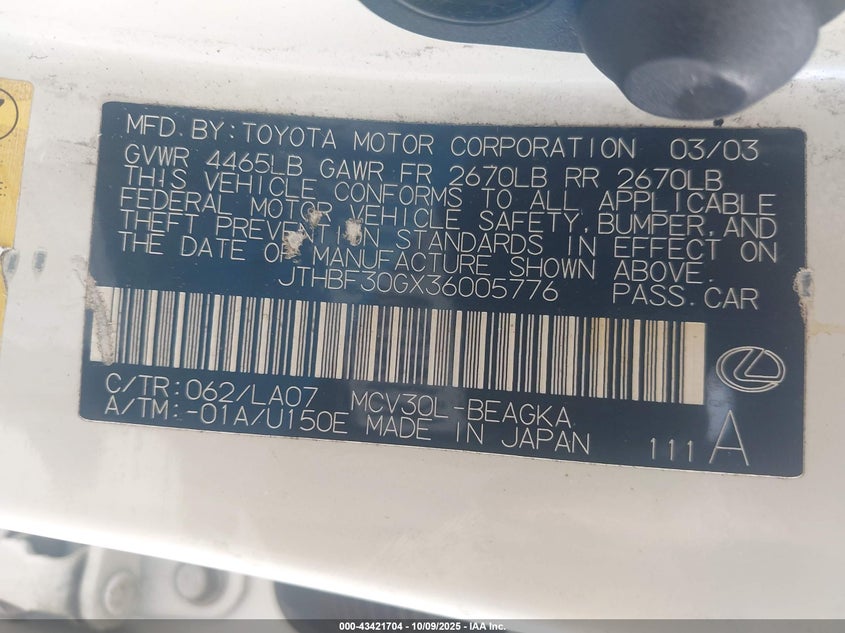 MFD BY: TOYOTA MOTOR CORPORATION 03/03
GVWR 4465LB GAWR FR 2670LB RR 2670LB
THIS VEHICLE CONFORMS TO ALL APPLICABLE
FEDERAL MOTOR VEHICLE SAFETY, BUMPER, AND
THEFT PREVENTION STANDARDS IN EFFECT ON
THE DATE OF MANUFACTURE SHOWN ABOVE.
JTHBF30GX36005776 PASS. CAR
C/TR: 062/LA07 MCV30L-BEAGKA
A/TM: -01A/U150E MADE IN JAPAN
111 A
000-43421704 | 10/09/2025 | IAA Inc.